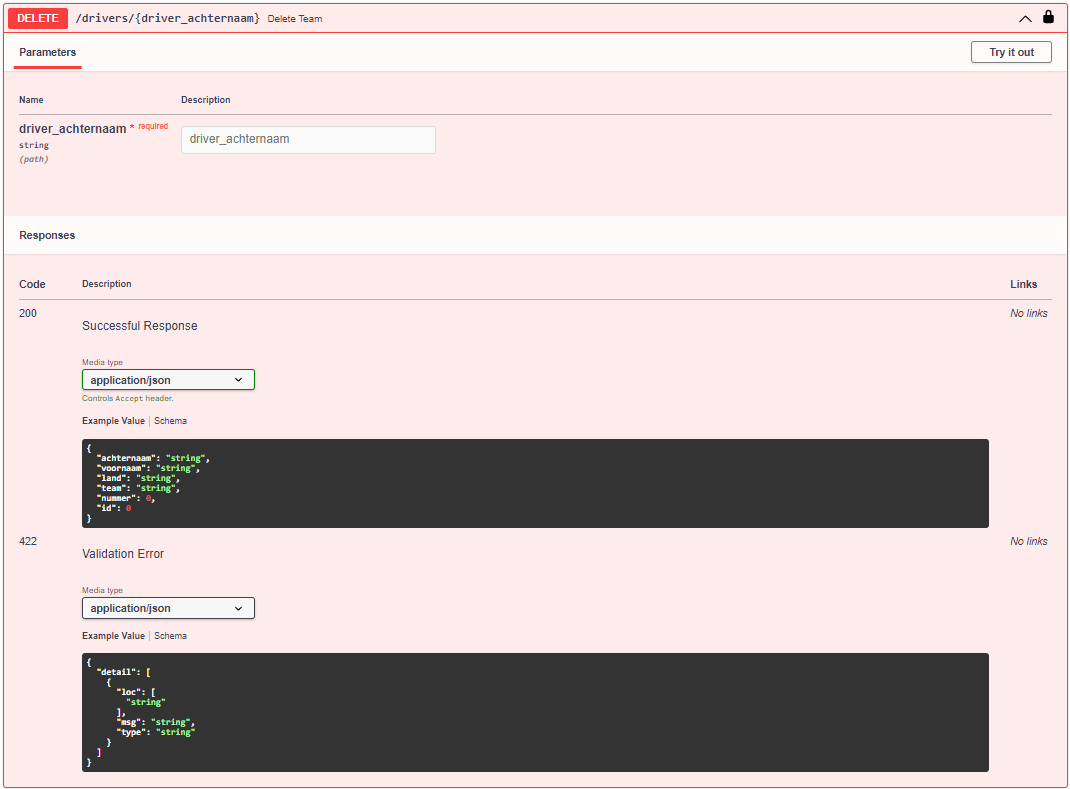 DELETE /drivers/{driver_achternaam} Delete Team
Parameters
Try it out
Name Description
driver_achternaam * required
string
(path)
driver_achternaam
Responses
Code Description Links
200 No links
Successful Response
Media type
application/json
Controls Accept header.
Example Value | Schema
{
  "achternaam": "string",
  "voornaam": "string",
  "land": "string",
  "team": "string",
  "nummer": 0,
  "id": 0
}
422 No links
Validation Error
Media type
application/json
Example Value | Schema
{
  "detail": [
    {
      "loc": [
        "string"
      ],
      "msg": "string",
      "type": "string"
    }
  ]
}